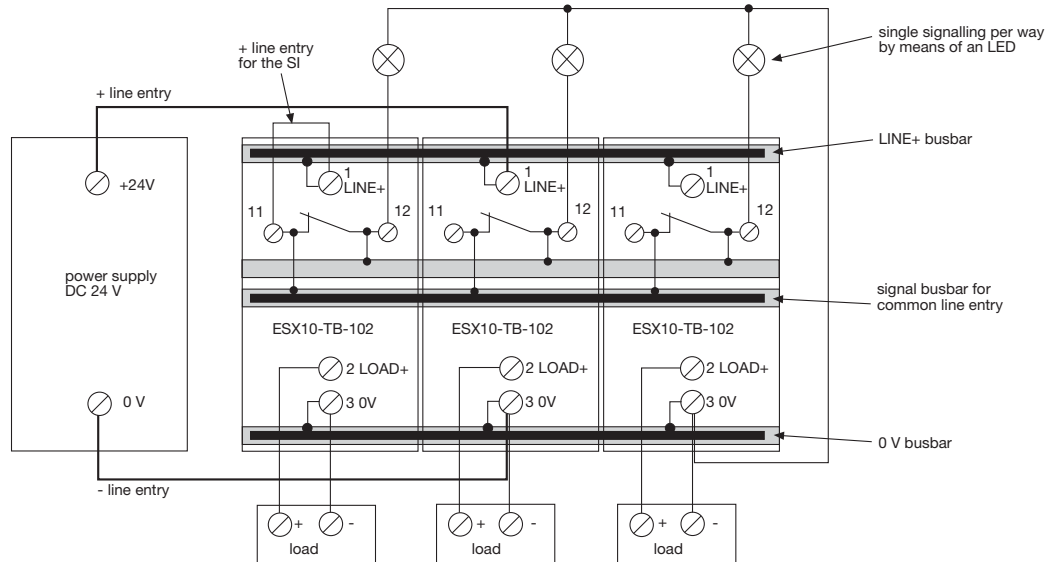 single signalling per way
by means of an LED
+ line entry
for the SI
+ line entry
LINE+ busbar
+24V
1
LINE+
1
LINE+
1
LINE+
11
12
11
12
11
12
power supply
DC 24 V
signal busbar for
common line entry
ESX10-TB-102
ESX10-TB-102
ESX10-TB-102
2 LOAD+
2 LOAD+
2 LOAD+
0 V
3 0V
3 0V
3 0V
0 V busbar
- line entry
+ -
+ -
+ -
load
load
load